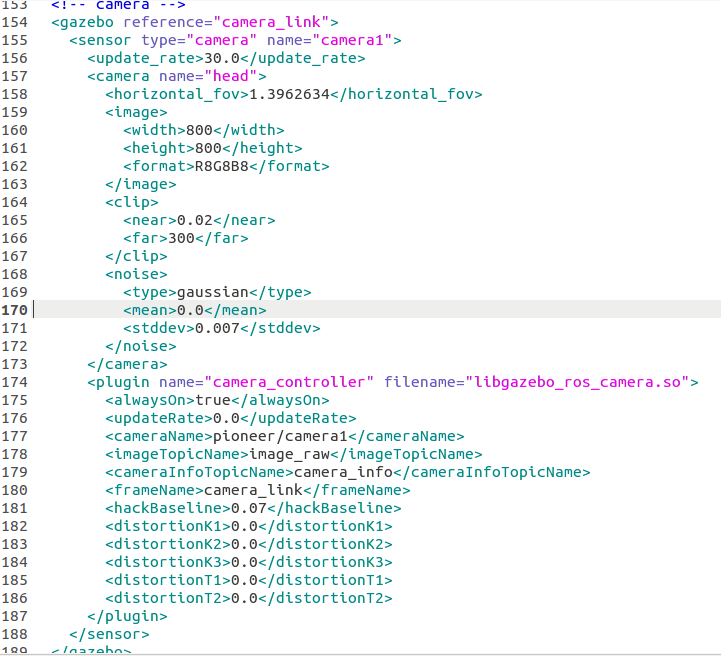 153 <!-- camera -->
154 <gazebo reference="camera_link">
155 <sensor type="camera" name="camera1">
156 <update_rate>30.0</update_rate>
157 <camera name="head">
158 <horizontal_fov>1.3962634</horizontal_fov>
159 <image>
160 <width>800</width>
161 <height>800</height>
162 <format>R8G8B8</format>
163 </image>
164 <clip>
165 <near>0.02</near>
166 <far>300</far>
167 </clip>
168 <noise>
169 <type>gaussian</type>
170 <mean>0.0</mean>
171 <stddev>0.007</stddev>
172 </noise>
173 </camera>
174 <plugin name="camera_controller" filename="libgazebo_ros_camera.so">
175 <alwaysOn>true</alwaysOn>
176 <updateRate>0.0</updateRate>
177 <cameraName>pioneer/camera1</cameraName>
178 <imageTopicName>image_raw</imageTopicName>
179 <cameraInfoTopicName>camera_info</cameraInfoTopicName>
180 <frameName>camera_link</frameName>
181 <hackBaseline>0.07</hackBaseline>
182 <distortionK1>0.0</distortionK1>
183 <distortionK2>0.0</distortionK2>
184 <distortionK3>0.0</distortionK3>
185 <distortionT1>0.0</distortionT1>
186 <distortionT2>0.0</distortionT2>
187 </plugin>
188 </sensor>
189 </gazebo>